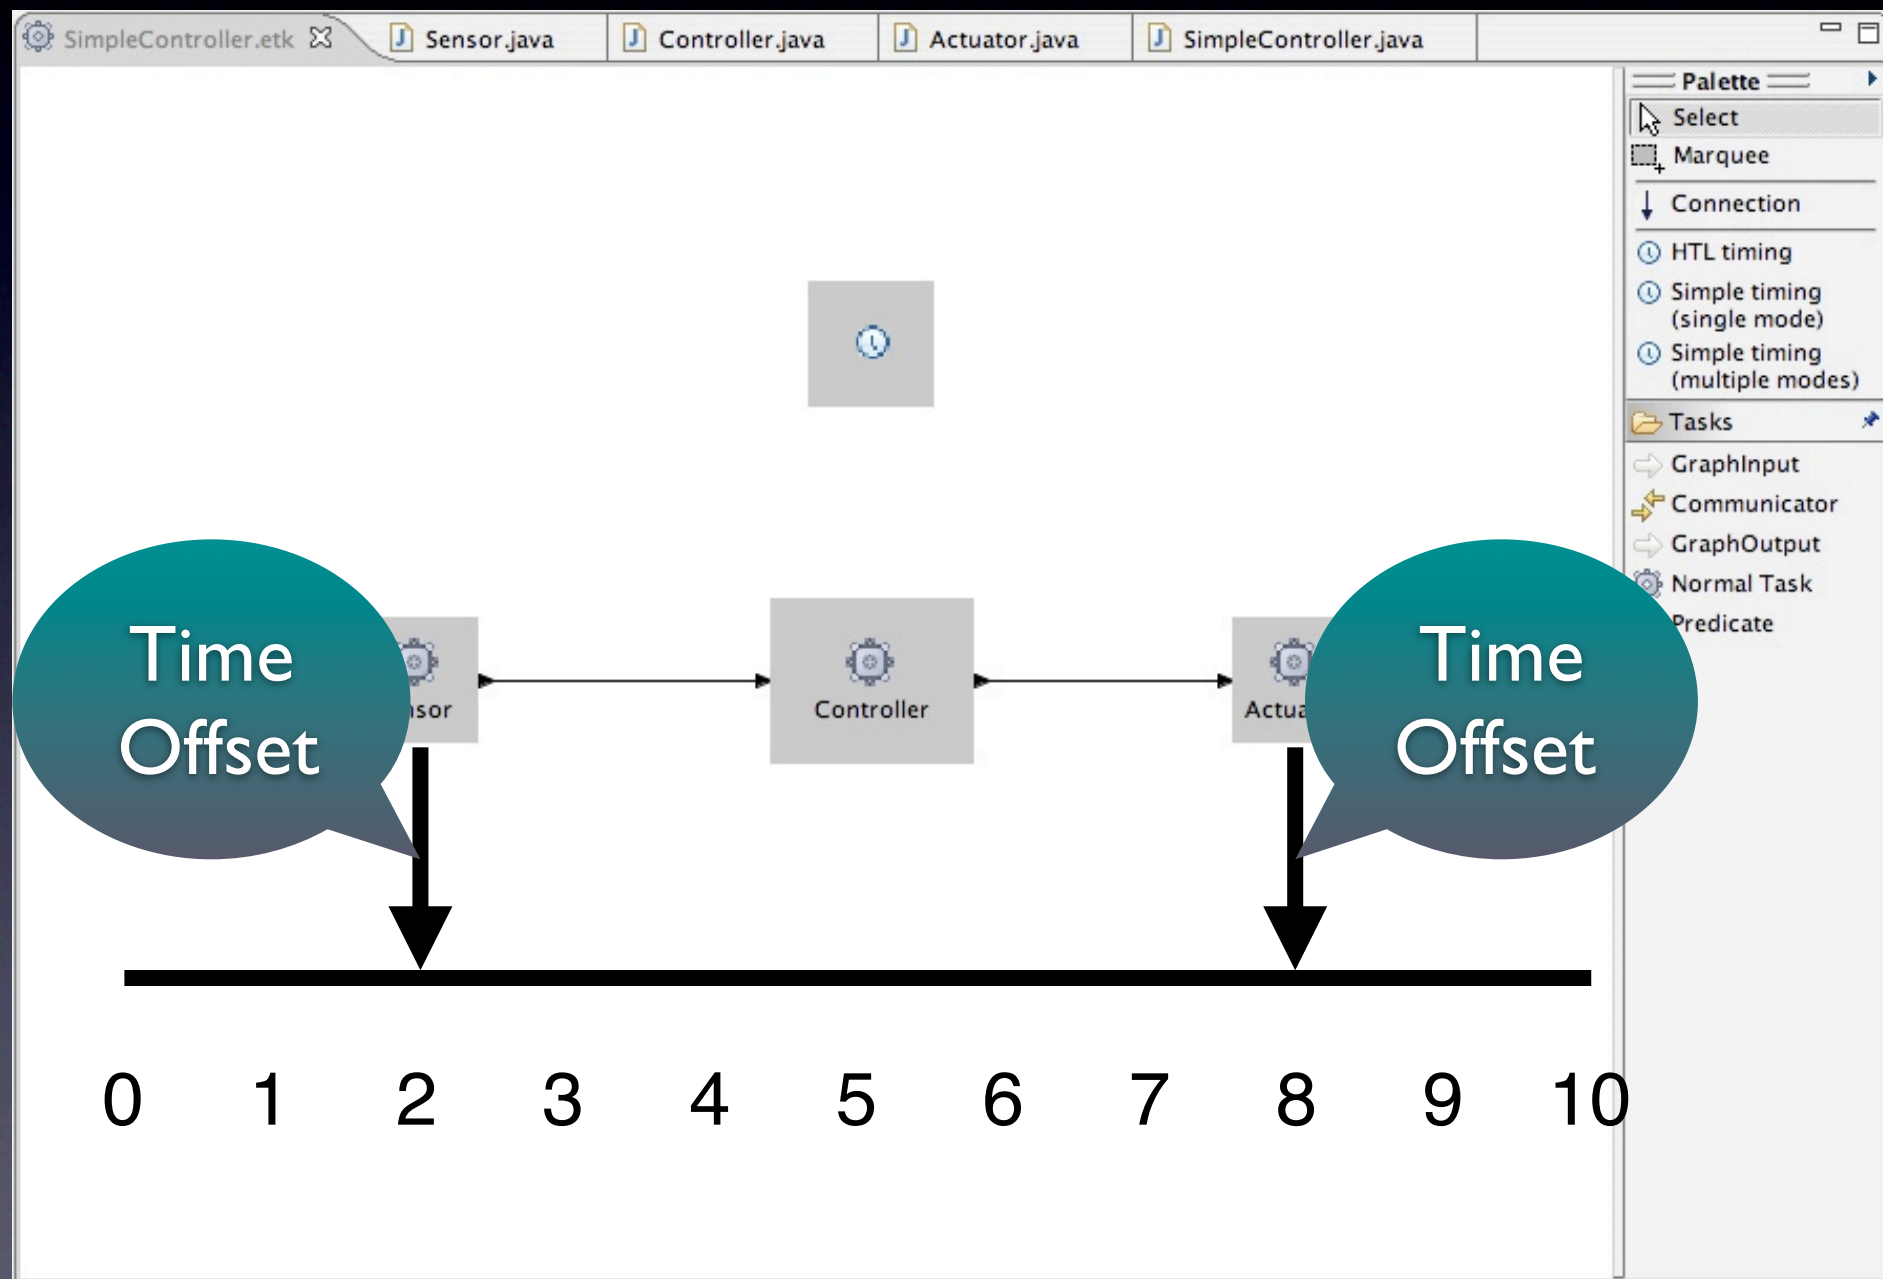 SimpleController.etk
Sensor.java
Controller.java
Actuator.java
SimpleController.java
Palette
Select
Marquee
Connection
HTL timing
Simple timing
(single mode)
Simple timing
(multiple modes)
Tasks
GraphInput
Communicator
GraphOutput
Normal Task
Predicate
Time
Offset
Controller
Time
Offset
0 1 2 3 4 5 6 7 8 9 10